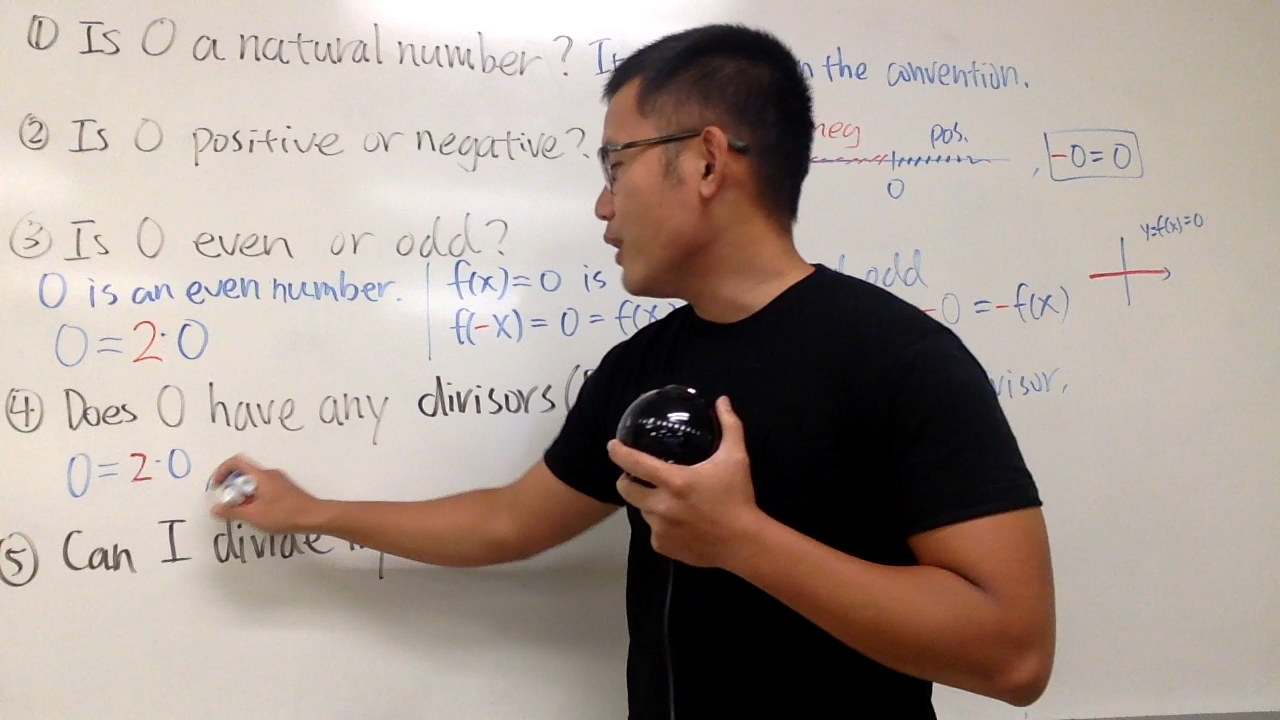 ① Is 0 a natural number? It the convention.
② Is 0 positive or negative? neg pos.
0
, -0=0
③ Is 0 even or odd?
y=f(x)=0
0 is an even number. f(x)=0 is odd
f(-x)=0=f(x) -0=-f(x)
0=2·0
④ Does 0 have any divisors (
0=2·0
⑤ Can I divide